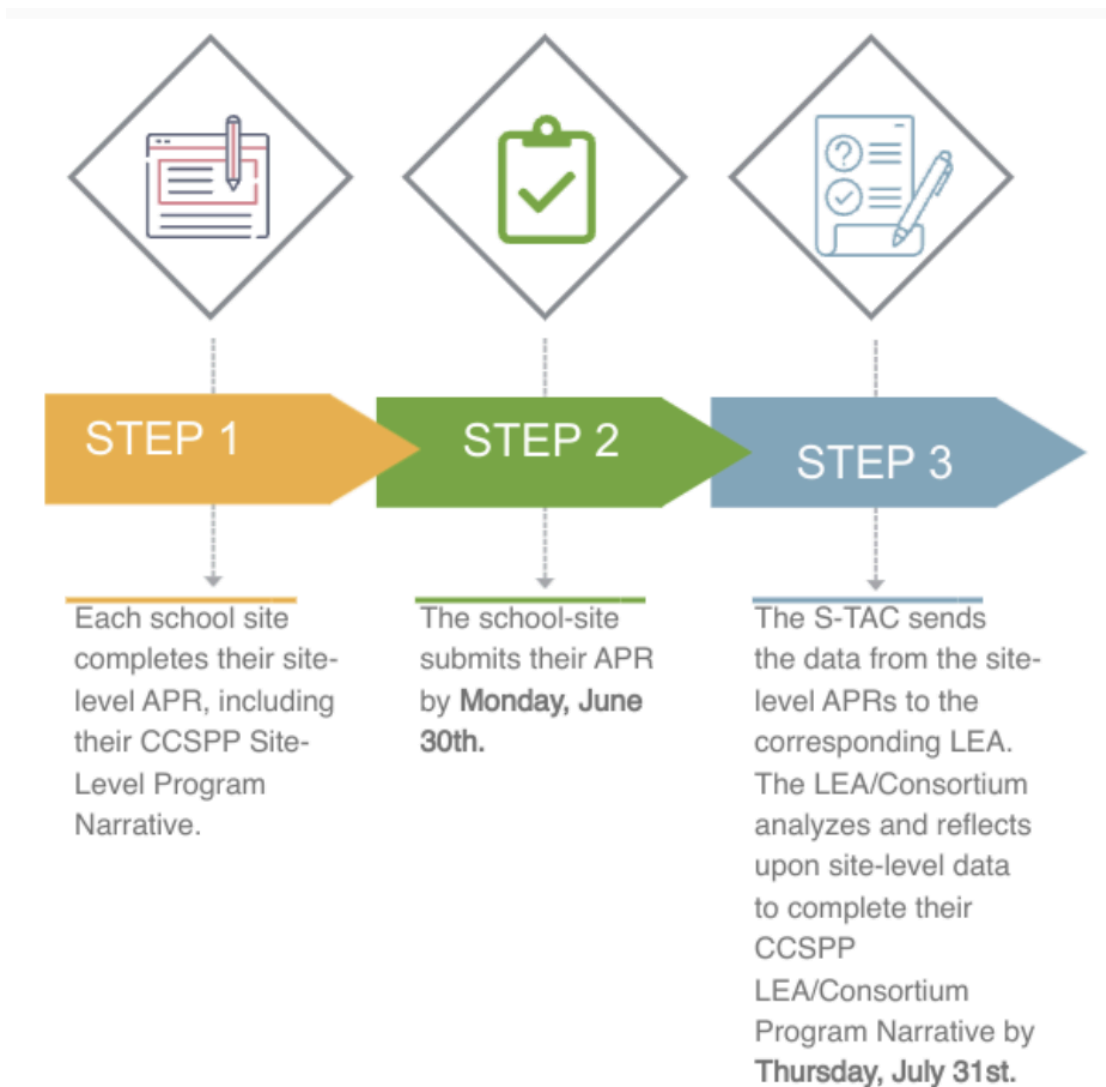 STEP 1
STEP 2
STEP 3
Each school site
completes their site-
level APR, including
their CCSPP Site-
Level Program
Narrative.
The school-site
submits their APR
by Monday, June
30th.
The S-TAC sends
the data from the site-
level APRs to the
corresponding LEA.
The LEA/Consortium
analyzes and reflects
upon site-level data
to complete their
CCSPP
LEA/Consortium
Program Narrative by
Thursday, July 31st.